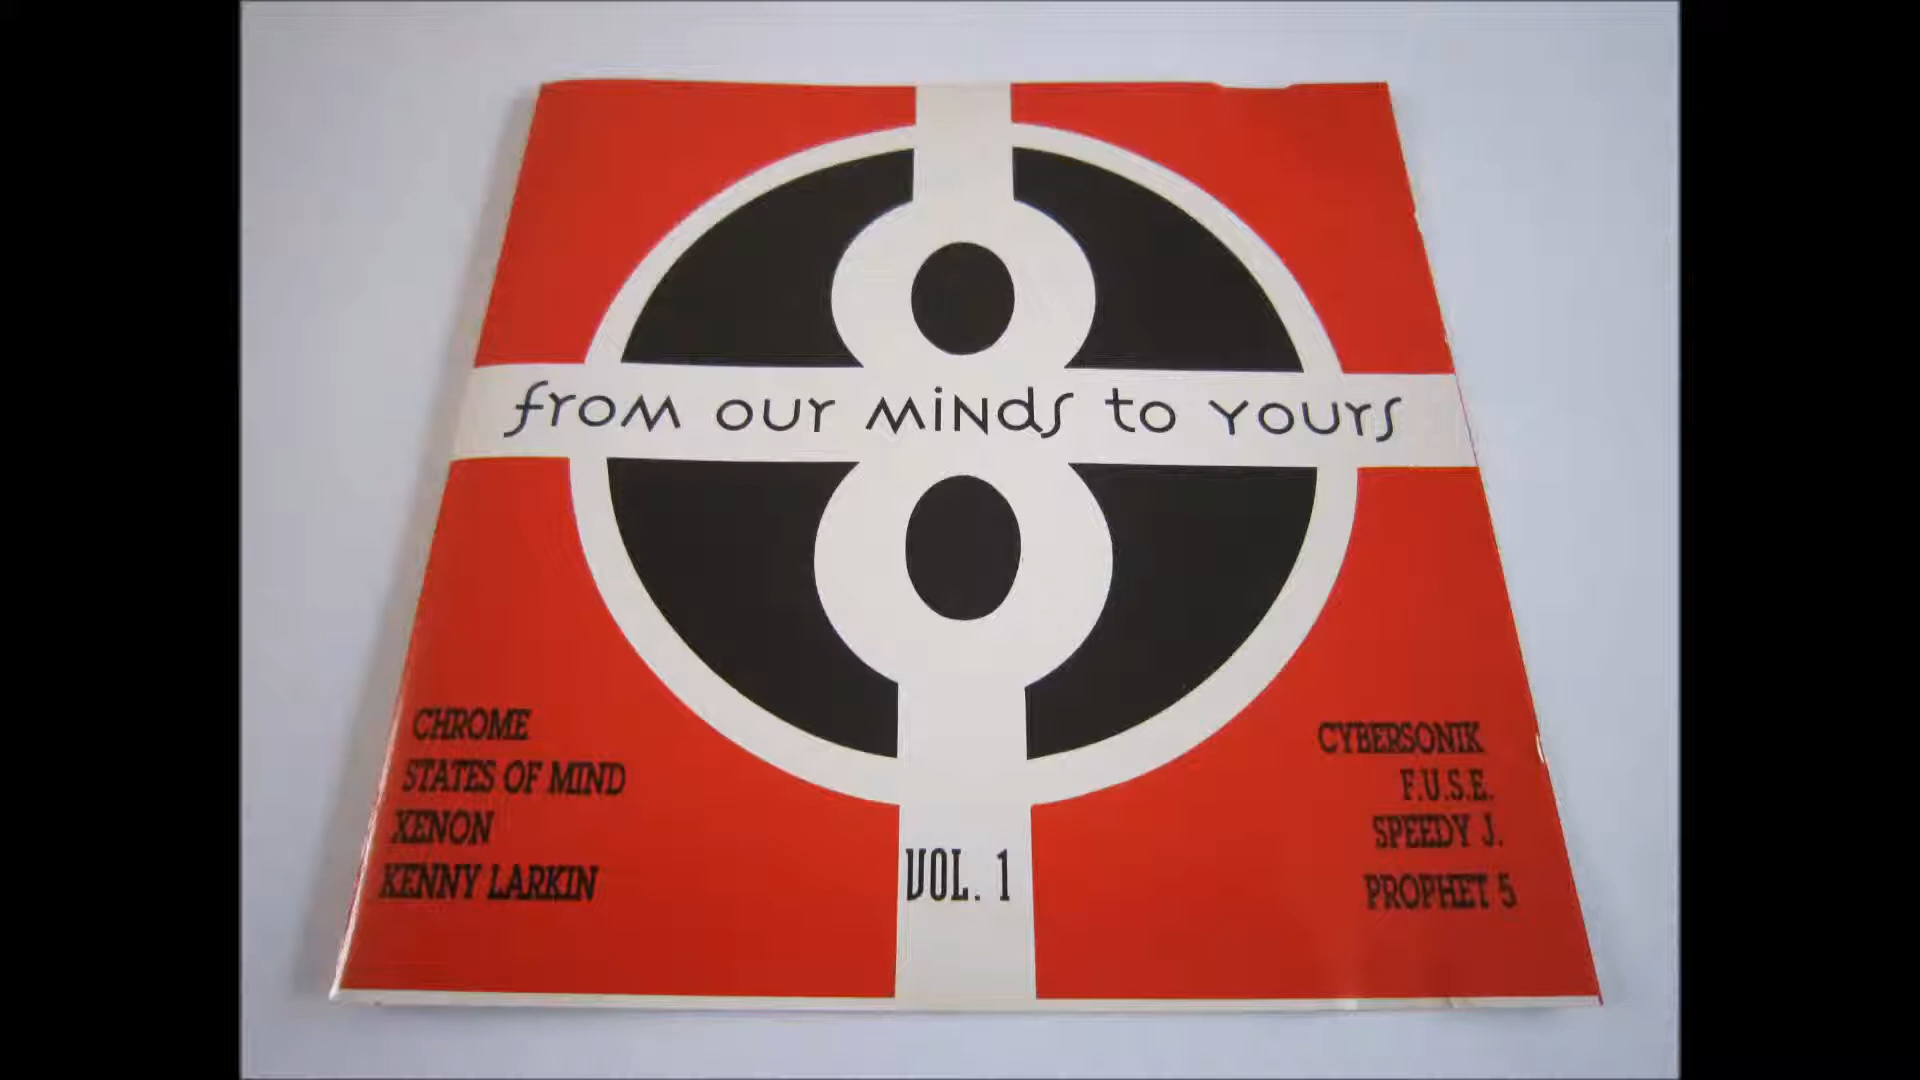 from our minds to yours
CHROME
STATES OF MIND
XENON
KENNY LARKIN
VOL. 1
CYBERSONIK
F.U.S.E.
SPEEDY J.
PROPHET 5